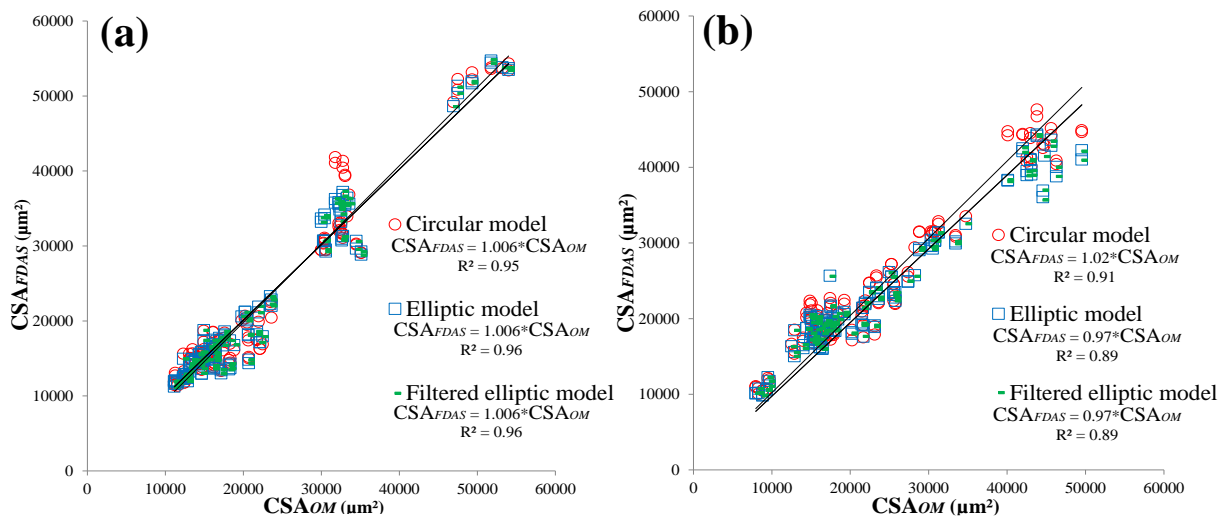 (a)
60000
50000
40000
30000
20000
10000
0
0 10000 20000 30000 40000 50000 60000
CSAFDAS (µm²)
CSAOM (µm²)
Circular model
CSAFDAS = 1.006*CSAOM
R² = 0.95
Elliptic model
CSAFDAS = 1.006*CSAOM
R² = 0.96
Filtered elliptic model
CSAFDAS = 1.006*CSAOM
R² = 0.96
(b)
60000
50000
40000
30000
20000
10000
0
0 10000 20000 30000 40000 50000 60000
CSAFDAS (µm²)
CSAOM (µm²)
Circular model
CSAFDAS = 1.02*CSAOM
R² = 0.91
Elliptic model
CSAFDAS = 0.97*CSAOM
R² = 0.89
Filtered elliptic model
CSAFDAS = 0.97*CSAOM
R² = 0.89